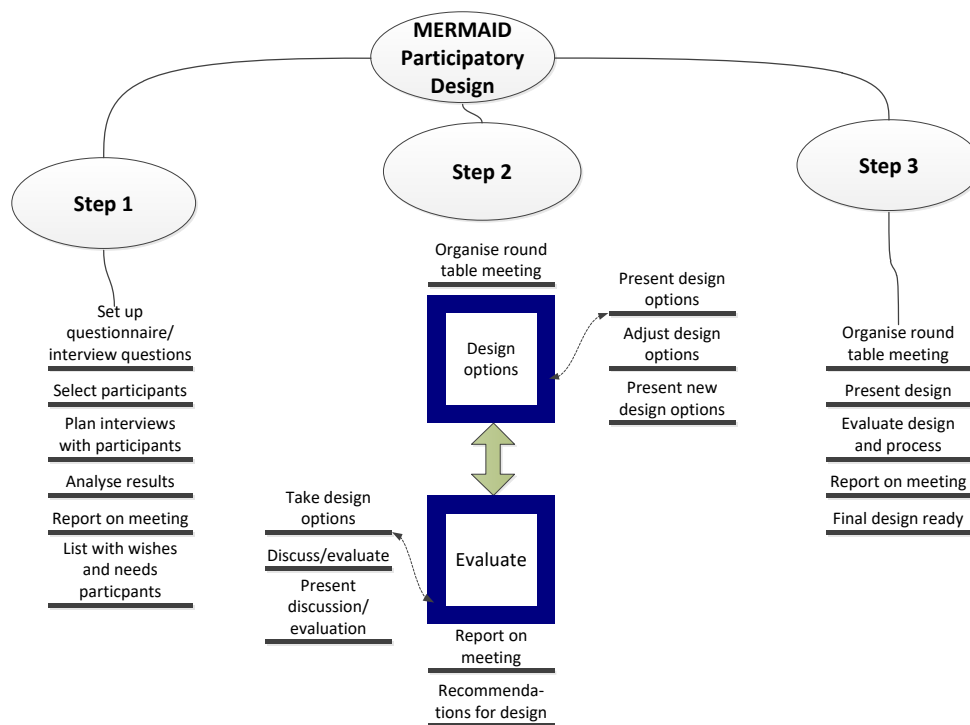 MERMAID
Participatory
Design
Step 1
Set up
questionnaire/
interview questions
Select participants
Plan interviews
with participants
Analyse results
Report on meeting
List with wishes
and needs
particpants
Step 2
Organise round
table meeting
Design
options
Present design
options
Adjust design
options
Present new
design options
Take design
options
Discuss/evaluate
Present
discussion/
evaluation
Evaluate
Report on
meeting
Recommenda-
tions for design
Step 3
Organise round
table meeting
Present design
Evaluate design
and process
Report on meeting
Final design ready